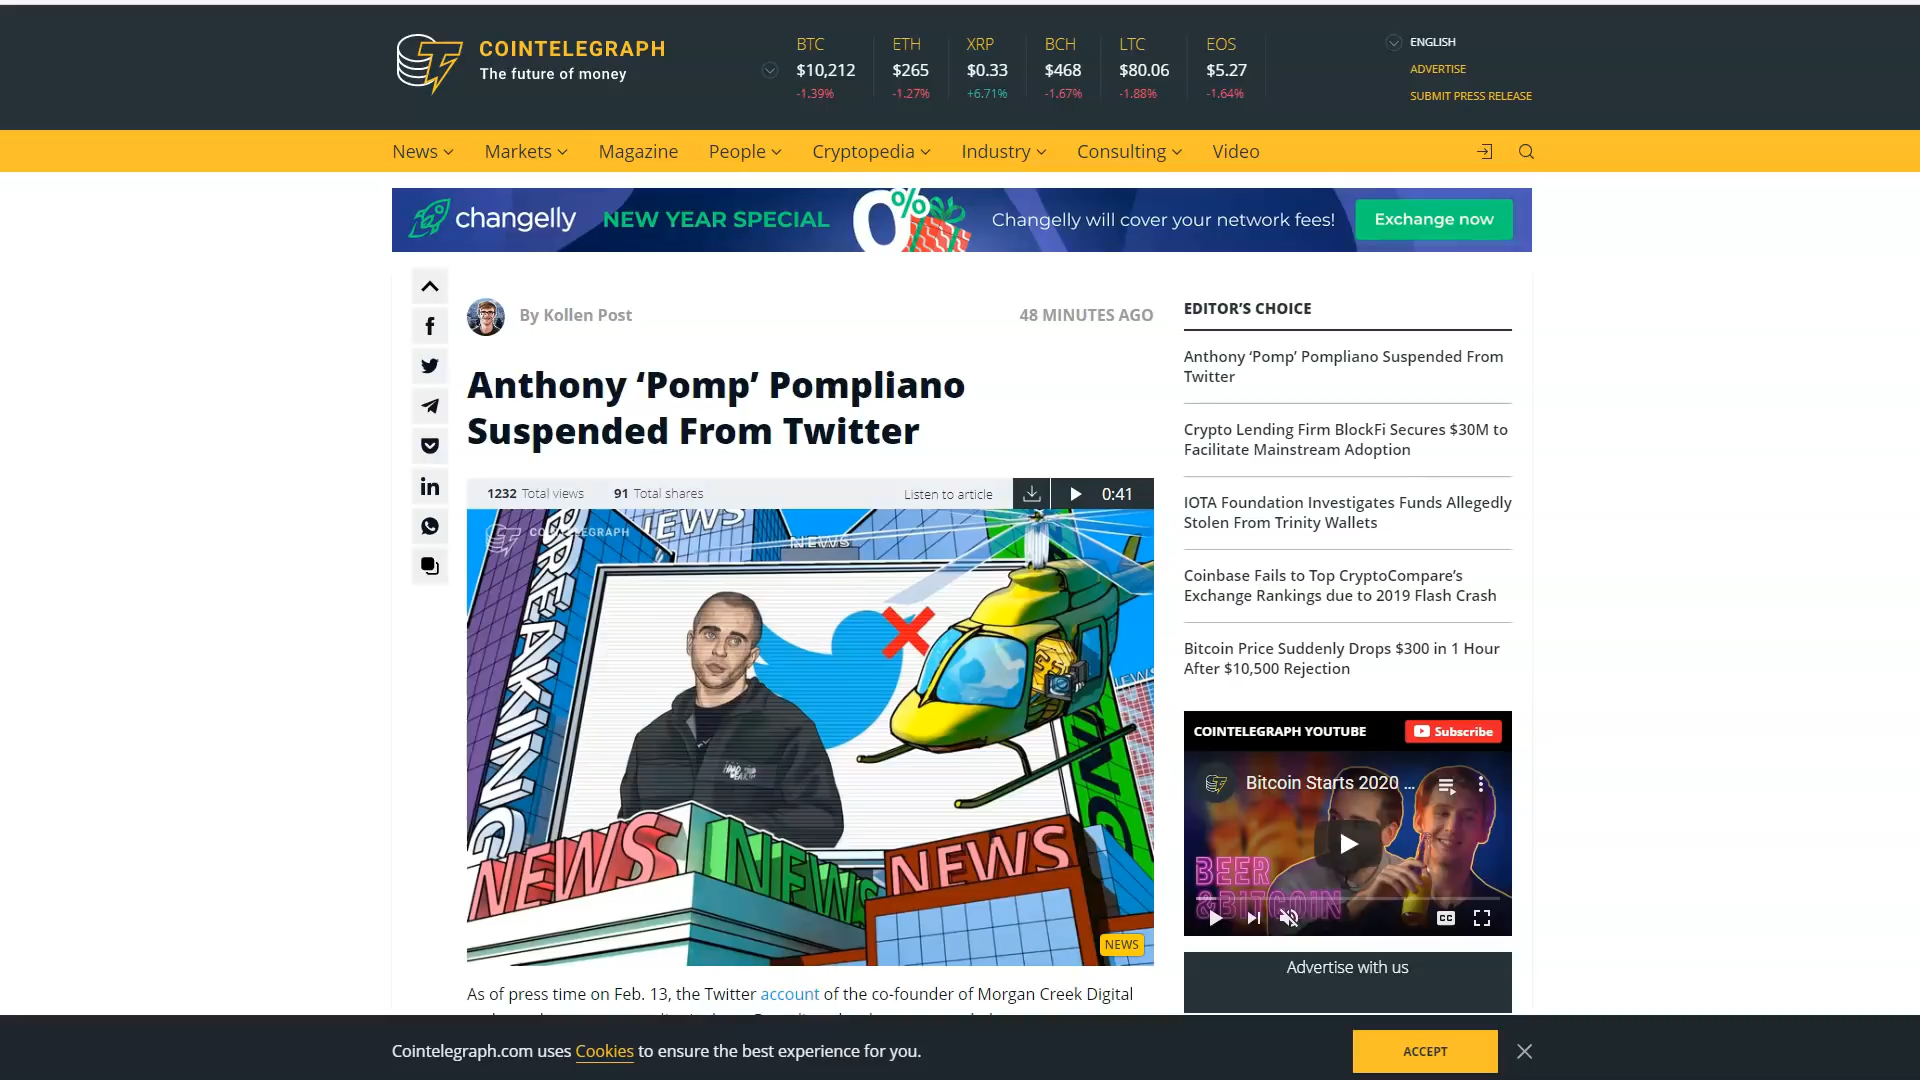 COINTELEGRAPH
The future of money
BTC
$10,212
-1.39%
ETH
$265
-1.27%
XRP
$0.33
+6.71%
BCH
$468
-1.67%
LTC
$80.06
-1.88%
EOS
$5.27
-1.64%
ENGLISH
ADVERTISE
SUBMIT PRESS RELEASE
News
Markets
Magazine
People
Cryptopedia
Industry
Consulting
Video
changelly NEW YEAR SPECIAL 0% Changelly will cover your network fees! Exchange now
By Kollen Post
48 MINUTES AGO
Anthony ‘Pomp’ Pompliano
Suspended From Twitter
1232 Total views 91 Total shares
Listen to article
0:41
COINTELEGRAPH
NEWS
NEWS
BREAKING
NEWS
NEWS
NEWS
NEWS
NEWS
As of press time on Feb. 13, the Twitter account of the co-founder of Morgan Creek Digital
EDITOR’S CHOICE
Anthony ‘Pomp’ Pompliano Suspended From
Twitter
Crypto Lending Firm BlockFi Secures $30M to
Facilitate Mainstream Adoption
IOTA Foundation Investigates Funds Allegedly
Stolen From Trinity Wallets
Coinbase Fails to Top CryptoCompare’s
Exchange Rankings due to 2019 Flash Crash
Bitcoin Price Suddenly Drops $300 in 1 Hour
After $10,500 Rejection
COINTELEGRAPH YOUTUBE
Subscribe
Bitcoin Starts 2020 ...
BEER
&BITCOIN
CC
Advertise with us
Cointelegraph.com uses Cookies to ensure the best experience for you.
ACCEPT